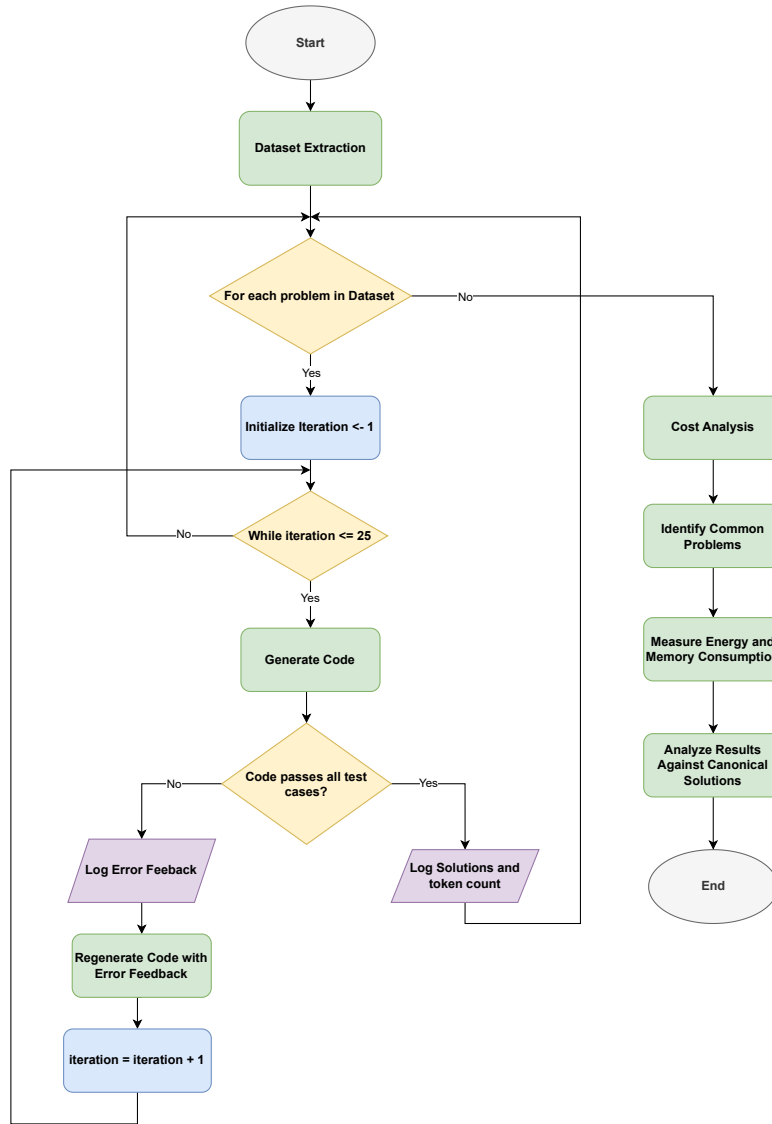 Start
Dataset Extraction
For each problem in Dataset
No
Yes
Initialize Iteration <- 1
Cost Analysis
While iteration <= 25
No
Yes
Identify Common
Problems
Generate Code
Measure Energy and
Memory Consumption
Code passes all test
cases?
No
Yes
Analyze Results
Against Canonical
Solutions
Log Error Feeback
Log Solutions and
token count
End
Regenerate Code with
Error Feedback
iteration = iteration + 1